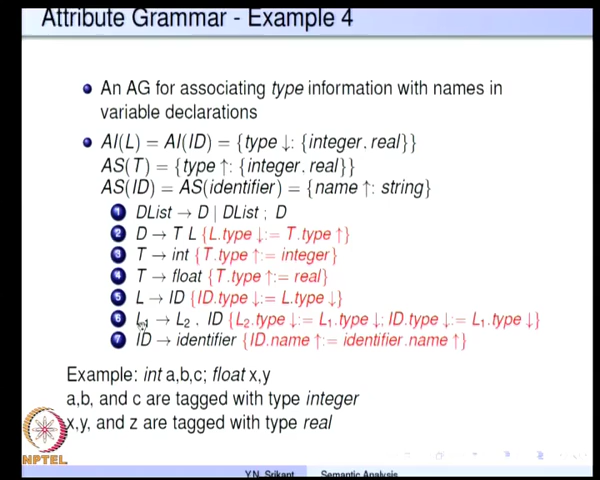 Attribute Grammar - Example 4
An AG for associating type information with names in
variable declarations
AI(L) = AI(ID) = {type ↓: {integer, real}}
AS(T) = {type ↑: {integer, real}}
AS(ID) = AS(identifier) = {name ↑: string}
1 DList → D | DList ; D
2 D → T L {L.type ↓:= T.type ↑}
3 T → int {T.type ↑:= integer}
4 T → float {T.type ↑:= real}
5 L → ID {ID.type ↓:= L.type ↓}
6 L₁ → L₂ , ID {L₂.type ↓:= L₁.type ↓; ID.type ↓:= L₁.type ↓}
7 ID → identifier {ID.name ↑:= identifier.name ↑}
Example: int a,b,c; float x,y
a,b, and c are tagged with type integer
x,y, and z are tagged with type real
NPTEL
Y.N. Srikant Semantic Analysis